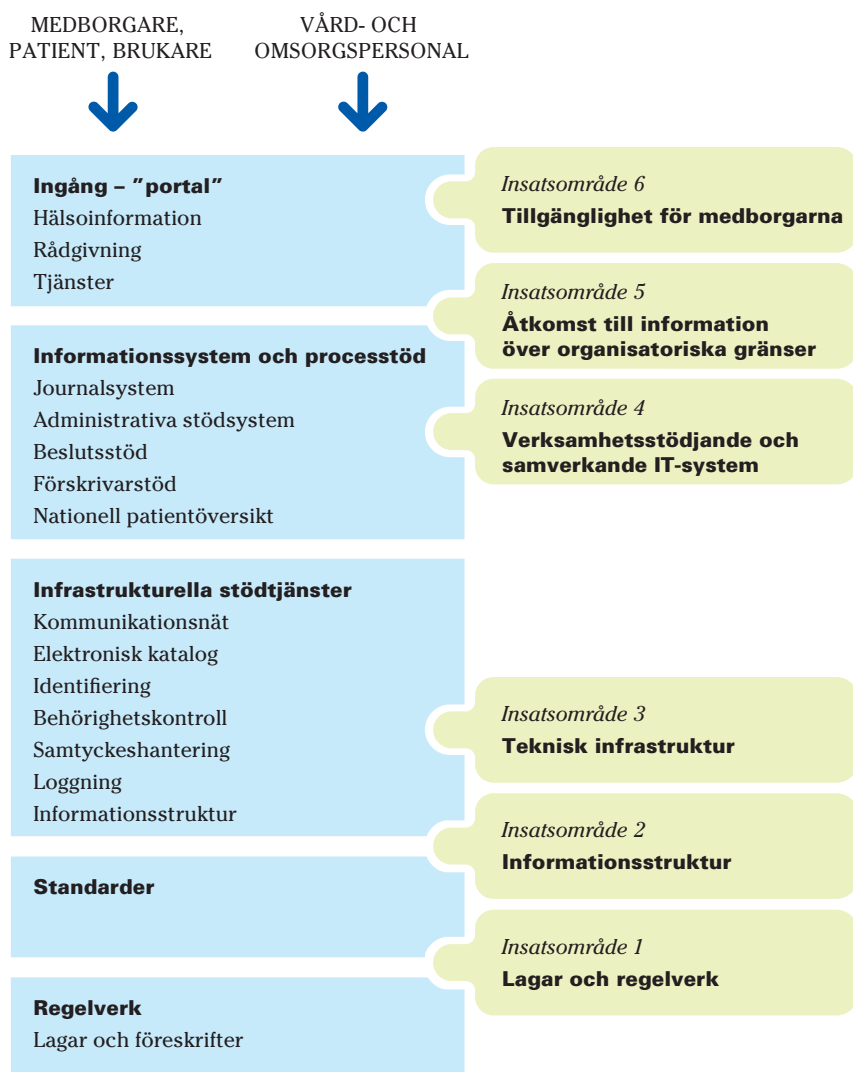 MEDBORGARE,
PATIENT, BRUKARE
VÅRD- OCH
OMSORGSPERSONAL
Ingång – ”portal”
Hälsoinformation
Rådgivning
Tjänster
Insatsområde 6
Tillgänglighet för medborgarna
Insatsområde 5
Åtkomst till information
över organisatoriska gränser
Informationssystem och processtöd
Journalsystem
Administrativa stödsystem
Beslutsstöd
Förskrivarstöd
Nationell patientöversikt
Insatsområde 4
Verksamhetsstödjande och
samverkande IT-system
Infrastrukturella stödtjänster
Kommunikationsnät
Elektronisk katalog
Identifiering
Behörighetskontroll
Samtyckeshantering
Loggning
Informationsstruktur
Insatsområde 3
Teknisk infrastruktur
Insatsområde 2
Informationsstruktur
Standarder
Insatsområde 1
Lagar och regelverk
Regelverk
Lagar och föreskrifter